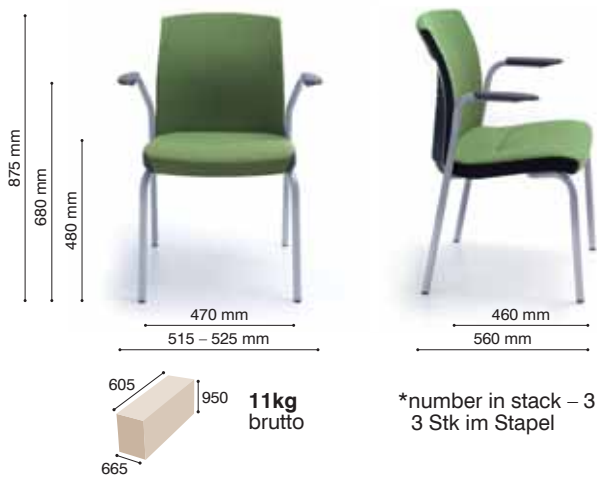 875 mm
680 mm
480 mm
470 mm
515 – 525 mm
460 mm
560 mm
605
950
665
11kg
brutto
*number in stack – 3
3 Stk im Stapel